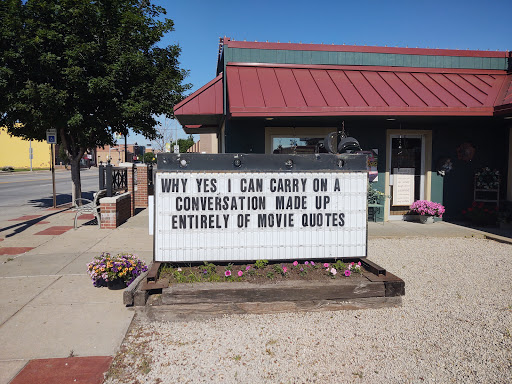 WHY YES, I CAN CARRY ON A
CONVERSATION MADE UP
ENTIRELY OF MOVIE QUOTES